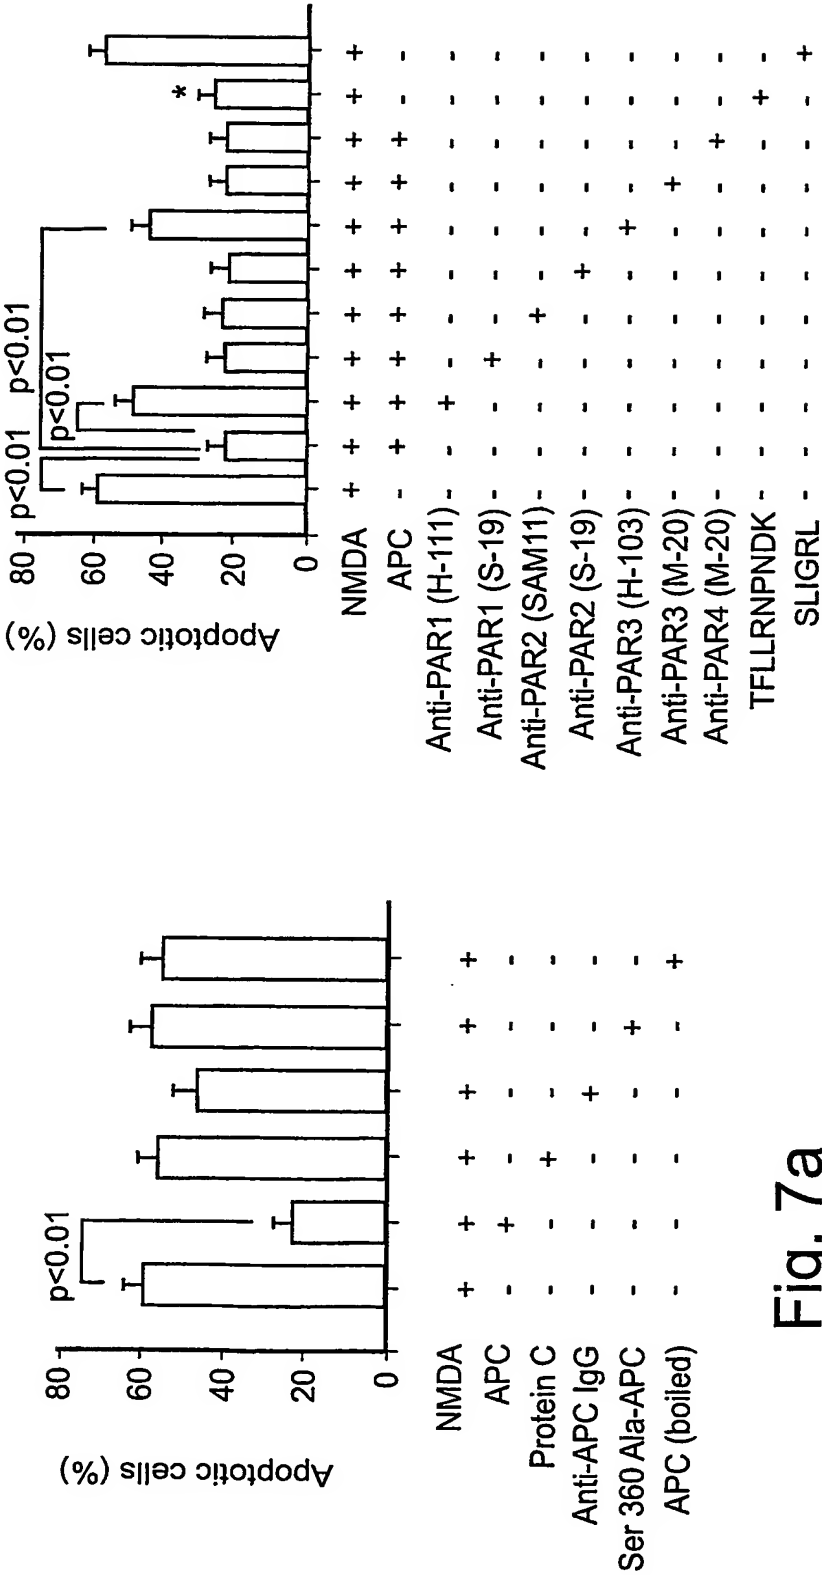 Apoptotic cells (%)
80
60
40
20
0
p<0.01
NMDA + + + + + +
APC - + - - - -
Protein C - - + - - -
Anti-APC IgG - - - + - -
Ser 360 Ala-APC - - - - + -
APC (boiled) - - - - - +
Apoptotic cells (%)
80
60
40
20
0
p<0.01
p<0.01
p<0.01
*
NMDA + + + + + + + + + + +
APC - + + + + + + + + - -
Anti-PAR1 (H-111) - - + - - - - - - - -
Anti-PAR1 (S-19) - - - + - - - - - - -
Anti-PAR2 (SAM11) - - - - + - - - - - -
Anti-PAR2 (S-19) - - - - - + - - - - -
Anti-PAR3 (H-103) - - - - - - + - - - -
Anti-PAR3 (M-20) - - - - - - - + - - -
Anti-PAR4 (M-20) - - - - - - - - + - -
TFLLRNPNDK - - - - - - - - - + -
SLIGRL - - - - - - - - - - +
Fig. 7a